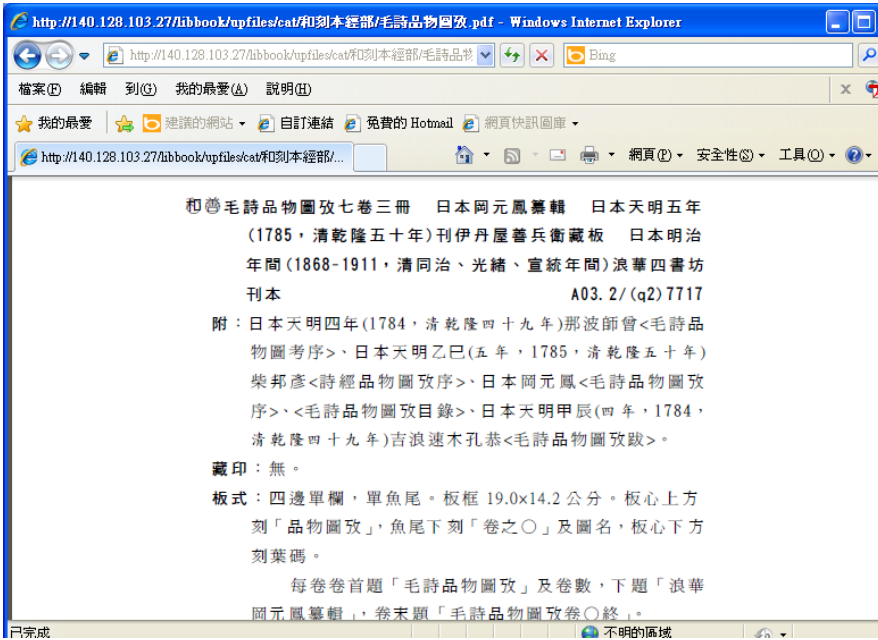 http://140.128.103.27/libbook/upfiles/cat/和刻本經部/毛詩品物圖攷.pdf - Windows Internet Explorer
http://140.128.103.27/libbook/upfiles/cat/和刻本經部/毛詩品物 Bing
檔案(F) 編輯 到(G) 我的最愛(A) 說明(H)
我的最愛 建議的網站 自訂連結 免費的 Hotmail 網頁快訊圖庫
http://140.128.103.27/libbook/upfiles/cat/和刻本經部/... 網頁(P) 安全性(S) 工具(O)
和善毛詩品物圖攷七卷三冊 日本岡元鳳纂輯 日本天明五年
(1785,清乾隆五十年)刊伊丹屋善兵衛藏板 日本明治
年間(1868-1911,清同治、光緒、宣統年間)浪華四書坊
刊本 A03.2/(q2)7717
附:日本天明四年(1784,清乾隆四十九年)那波師曾<毛詩品
物圖考序>、日本天明乙巳(五年,1785,清乾隆五十年)
柴邦彥<詩經品物圖攷序>、日本岡元鳳<毛詩品物圖攷
序>、<毛詩品物圖攷目錄>、日本天明甲辰(四年,1784,
清乾隆四十九年)吉浪速木孔恭<毛詩品物圖攷跋>。
藏印:無。
板式:四邊單欄,單魚尾。板框 19.0×14.2 公分。板心上方
刻「品物圖攷」,魚尾下刻「卷之○」及圖名,板心下方
刻葉碼。
每卷卷首題「毛詩品物圖攷」及卷數,下題「浪華
岡元鳳纂輯」,卷末題「毛詩品物圖攷卷○終」。
已完成 不明的區域